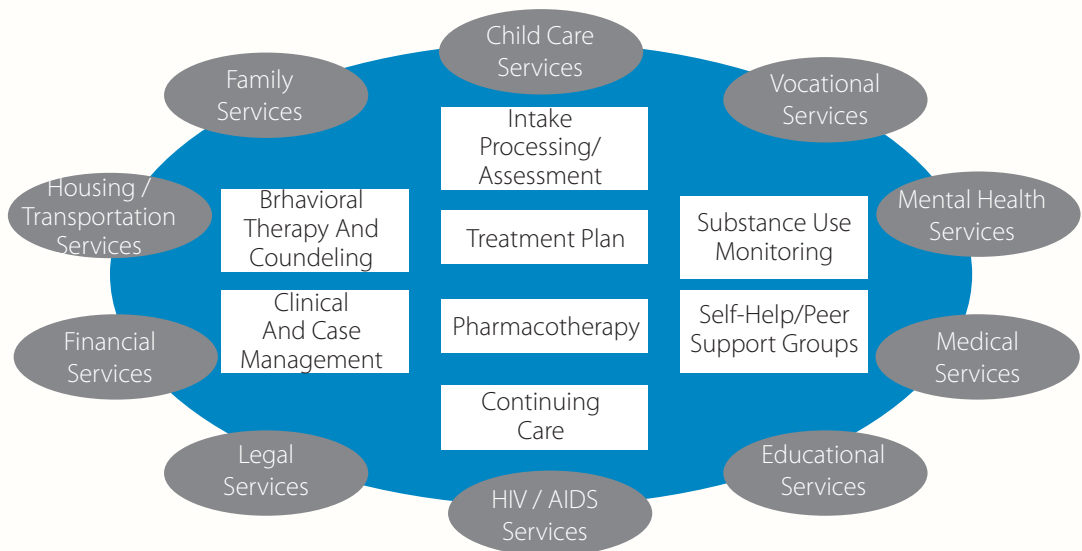 Child Care
Services
Family
Services
Vocational
Services
Intake
Processing/
Assessment
Housing /
Transportation
Services
Brhavioral
Therapy And
Coundeling
Treatment Plan
Substance Use
Monitoring
Mental Health
Services
Clinical
And Case
Management
Pharmacotherapy
Self-Help/Peer
Support Groups
Financial
Services
Medical
Services
Continuing
Care
Legal
Services
Educational
Services
HIV / AIDS
Services